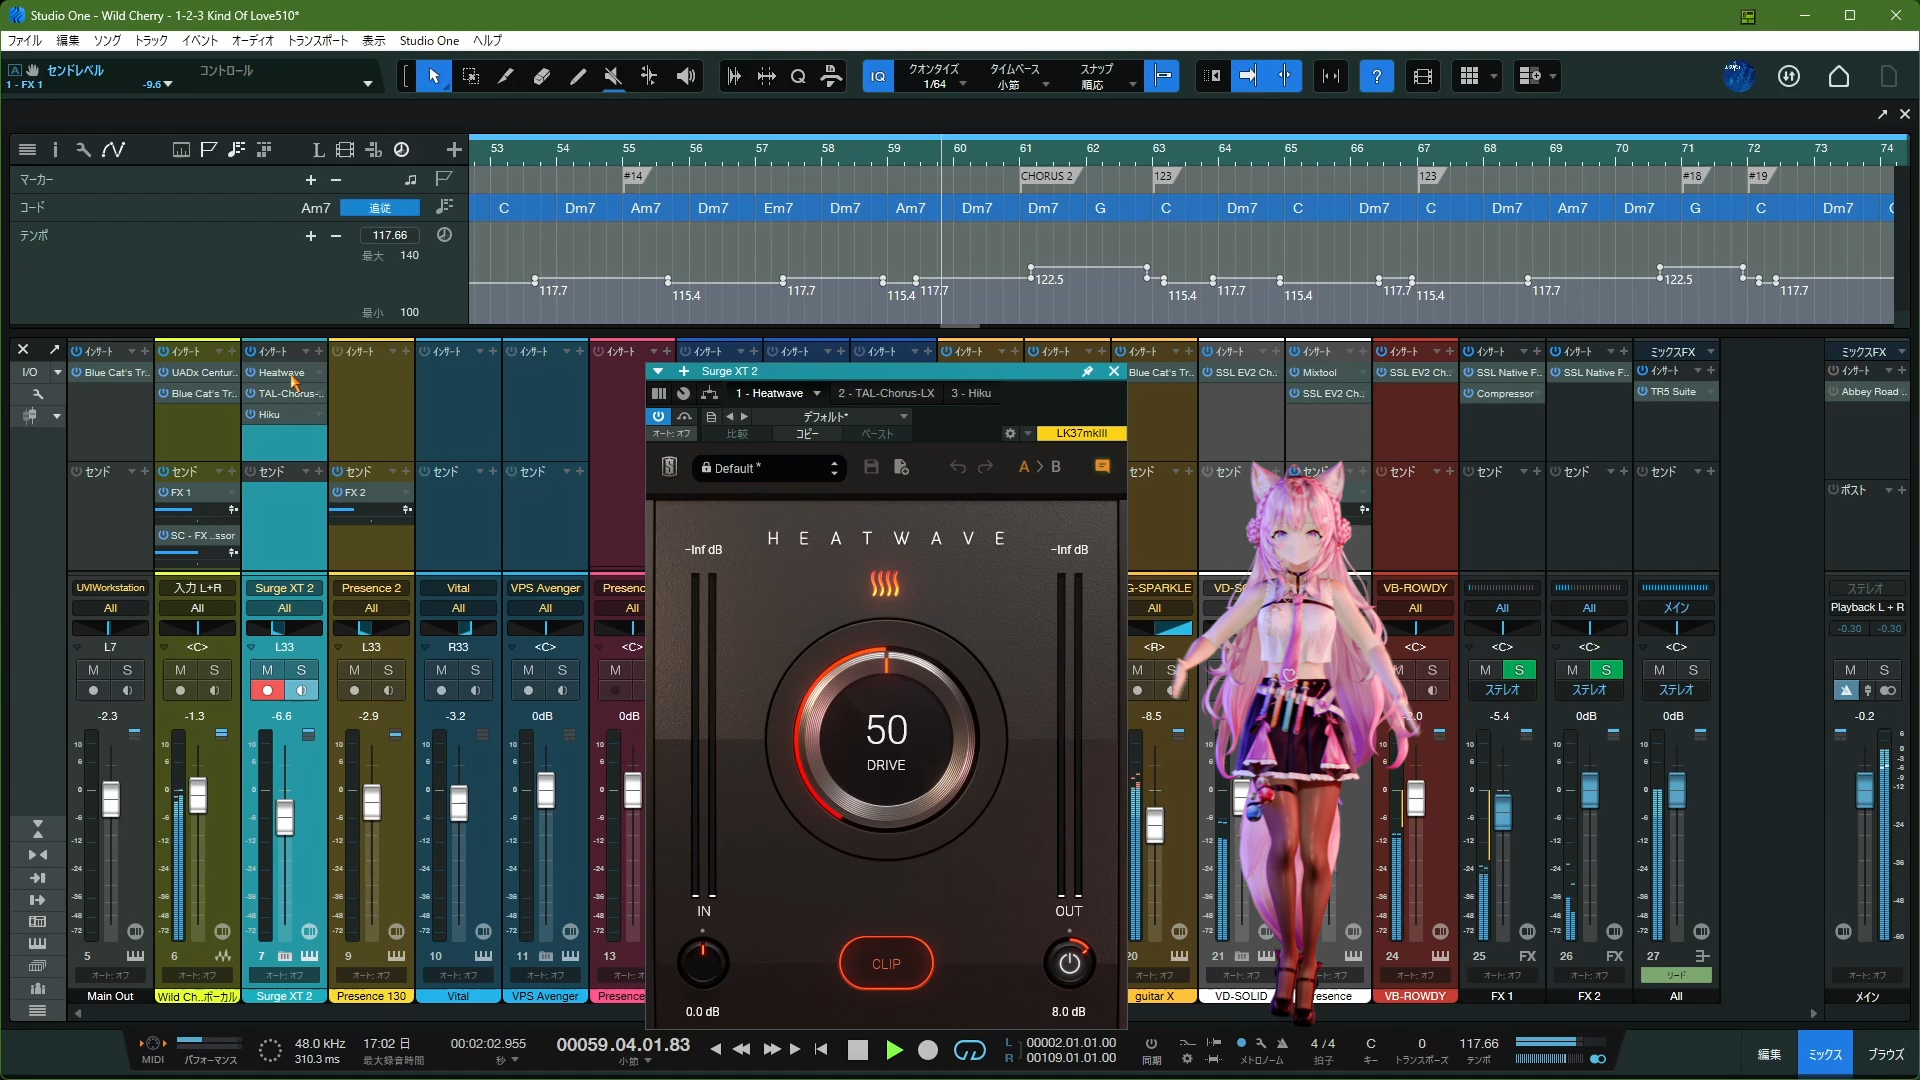 Studio One - Wild Cherry - 1-2-3 Kind Of Love510*
ファイル 編集 ソング トラック イベント オーディオ トランスポート 表示 Studio One ヘルプ
センドレベル コントロール
1 - FX 1 -9.6
IQ クオンタイズ タイムベース スナップ
1/64 小節 順応
53 54 55 56 57 58 59 60 61 62 63 64 65 66 67 68 69 70 71 72 73 74
マーカー #14 CHORUS 2 123 123 #18 #19
コード Am7 追従 C Dm7 Am7 Dm7 Em7 Dm7 Am7 Dm7 Dm7 G C Dm7 C Dm7 C Dm7 Am7 Dm7 G C Dm7
テンポ 117.66
最大 140
最小 100
117.7 115.4 117.7 115.4 117.7 122.5 115.4 117.7 115.4 117.7 115.4 117.7 122.5 117.7
インサート インサート インサート インサート インサート インサート インサート インサート インサート インサート インサート インサート インサート インサート インサート インサート インサート インサート ミックスFX ミックスFX
I/O Blue Cat's Tr.. UADx Centur.. Heatwave Blue Cat's Tr.. SSL EV2 Ch.. Mixtool SSL EV2 Ch.. SSL Native F.. SSL Native F.. インサート インサート
Blue Cat's Tr.. TAL-Chorus-.. SSL EV2 Ch.. Compressor TR5 Suite Abbey Road ..
Hiku
センド センド センド センド センド センド センド センド センド センド センド センド センド
FX 1 FX 2 ポスト
SC - FX ..ssor
Surge XT 2
1 - Heatwave 2 - TAL-Chorus-LX 3 - Hiku
デフォルト*
オート: オフ 比較 コピー ペースト LK37mkIII
Default * A > B
HEATWAVE
-Inf dB -Inf dB
50
DRIVE
IN OUT
CLIP
0.0 dB 8.0 dB
UVIWorkstation 入力 L+R Surge XT 2 Presence 2 Vital VPS Avenger Presenc G-SPARKLE VD-S VB-ROWDY ステレオ
All All All All All All All All All All All メイン Playback L + R
-0.30 -0.30
L7 <C> L33 L33 R33 <C> <C> <R> <C> <C> <C> <C>
M S M S M S M S M S M S M S M S M S M S M S
ステレオ ステレオ ステレオ
-2.3 -1.3 -6.6 -2.9 -3.2 0dB 0dB -8.5 -5.4 0dB 0dB -0.2
5 6 7 9 10 11 13 20 21 24 25 FX 26 FX 27
オート: オフ オート: オフ オート: オフ オート: オフ オート: オフ オート: オフ オート: オフ オート: オフ オート: オフ オート: オフ リード オート: オフ
Main Out Wild Ch..ボーカル Surge XT 2 Presence 130 Vital VPS Avenger Presence guitar X VD-SOLID resence VB-ROWDY FX 1 FX 2 All メイン
MIDI パフォーマンス
48.0 kHz
310.3 ms
17:02 日
最大録音時間
00:02:02.955
秒
00059.04.01.83
小節
L 00002.01.01.00
R 00109.01.01.00
同期
メトロノーム
4 / 4
拍子
C
キー
0
トランスポーズ
117.66
テンポ
編集 ミックス ブラウズ